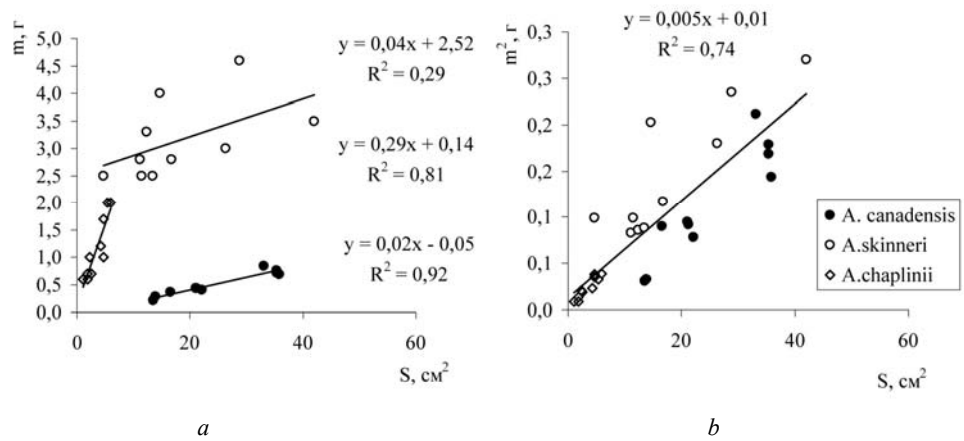 m, г
5,0
4,5
4,0
3,5
3,0
2,5
2,0
1,5
1,0
0,5
0,0
0
20
40
60
S, см²
y = 0,04x + 2,52
R² = 0,29
y = 0,29x + 0,14
R² = 0,81
y = 0,02x - 0,05
R² = 0,92
a
m², г
0,3
0,3
0,2
0,2
0,1
0,1
0,0
0
20
40
60
S, см²
y = 0,005x + 0,01
R² = 0,74
A. canadensis
A.skinneri
A.chaplinii
b